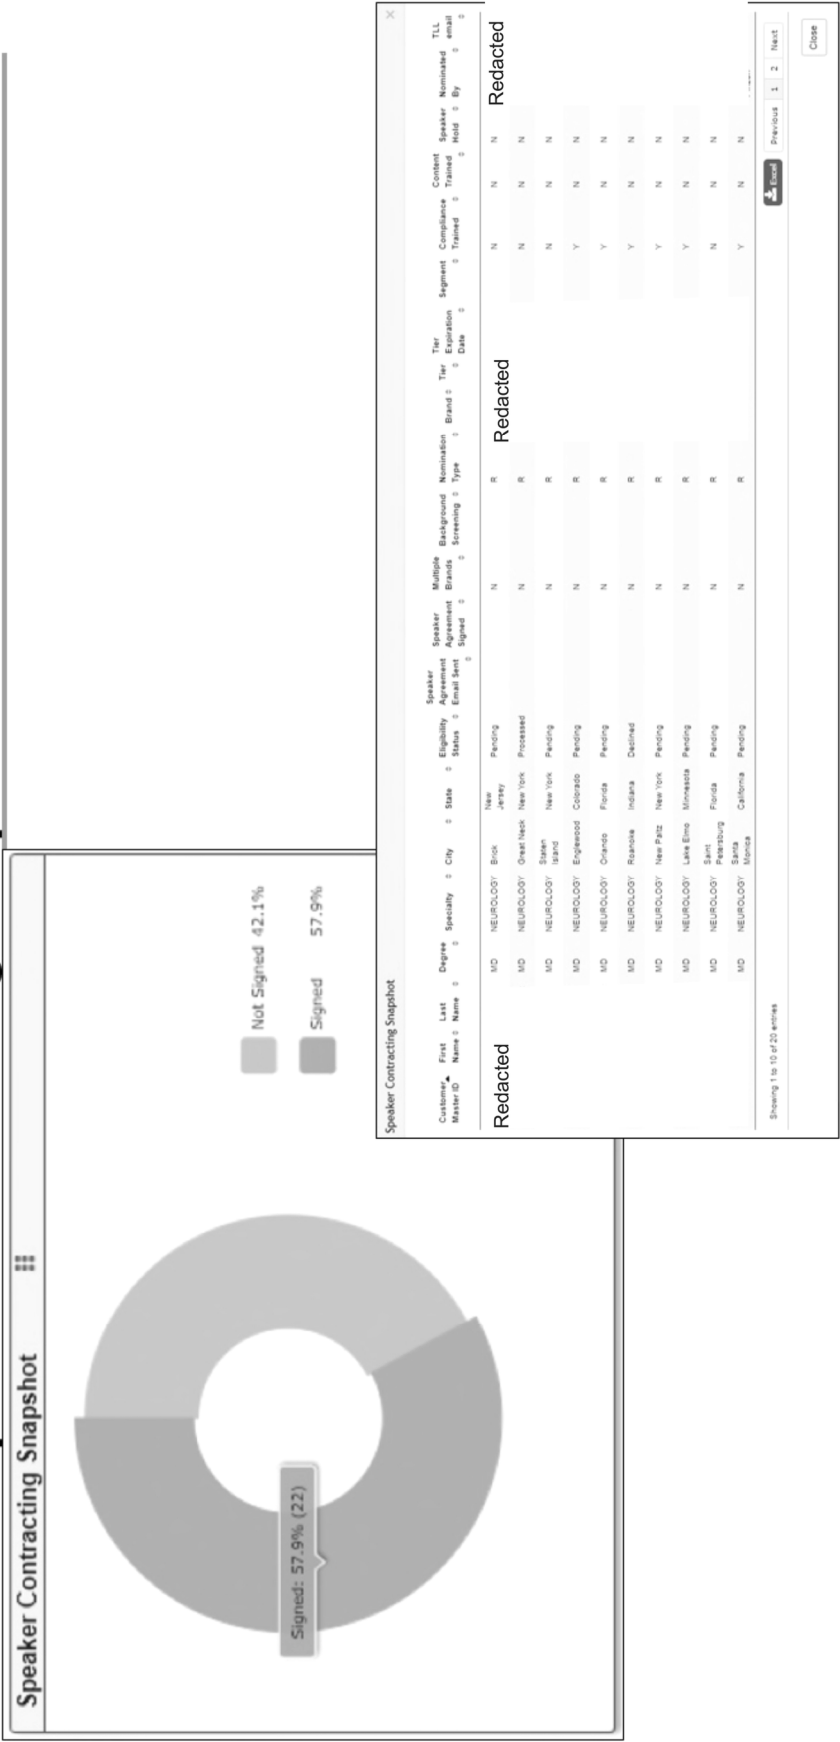 Speaker Contracting Snapshot
Not Signed 42.1%
Signed 57.9%
Signed: 57.9% (22)
Speaker Contracting Snapshot
×
Customer Master ID First Name Last Name Degree Specialty City State Eligibility Status Speaker Agreement Email Sent Speaker Agreement Signed Multiple Brands Background Screening Nomination Type Brand Tier Tier Expiration Date Segment Compliance Trained Content Trained Speaker Hold Nominated By TLL email
Redacted Redacted Redacted
MD NEUROLOGY Brick New Jersey Pending N R N N N
MD NEUROLOGY Great Neck New York Processed N R N N N
MD NEUROLOGY Staten Island New York Pending N R N N N
MD NEUROLOGY Englewood Colorado Pending N R Y N N
MD NEUROLOGY Orlando Florida Pending N R Y N N
MD NEUROLOGY Roanoke Indiana Declined N R Y N N
MD NEUROLOGY New Paltz New York Pending N R Y N N
MD NEUROLOGY Lake Elmo Minnesota Pending N R Y N N
MD NEUROLOGY Saint Petersburg Florida Pending N R N N N
MD NEUROLOGY Santa Monica California Pending N R Y N N
Showing 1 to 10 of 20 entries
Excel
Previous 1 2 Next
Close